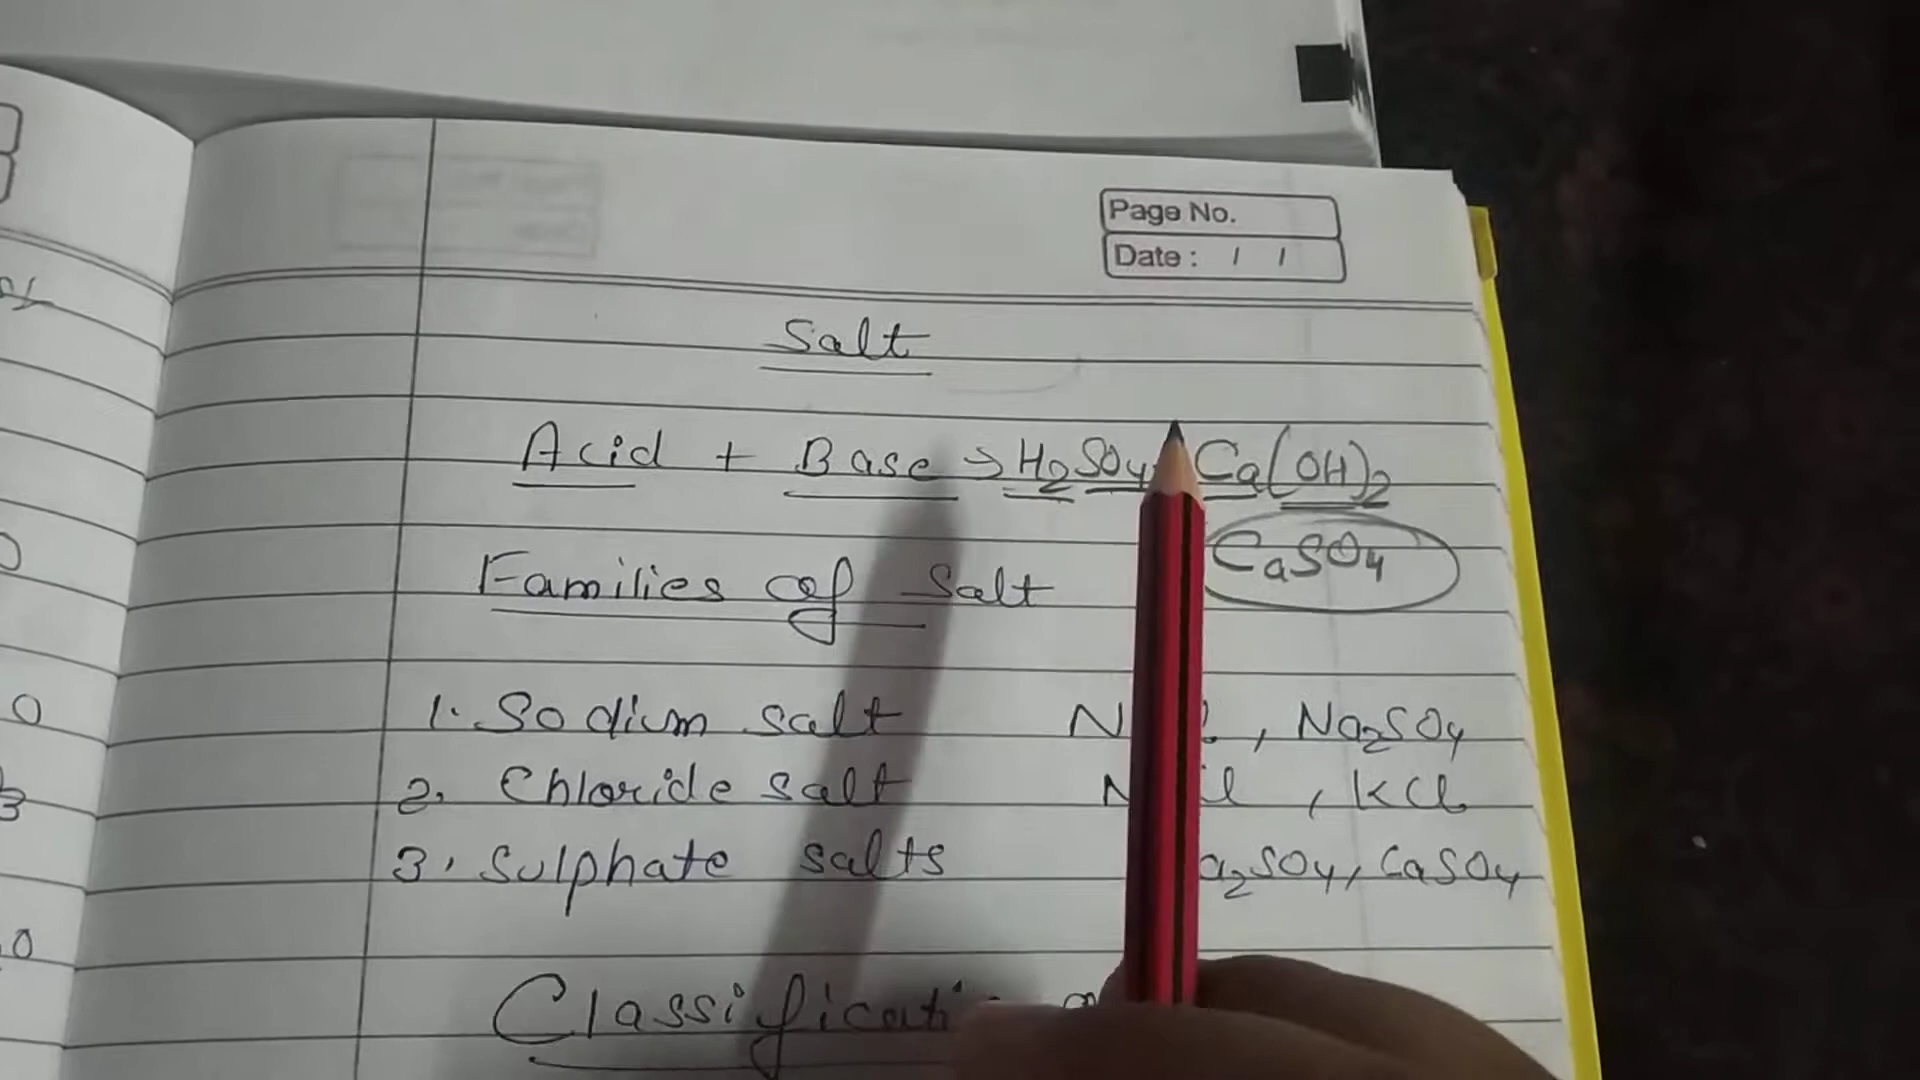 Page No.
Date : / /
Salt
Acid + Base → H2SO4 Ca(OH)2
CaSO4
Families of Salt
1. Sodium salt , Na2SO4
2. Chloride salt , KCl
3. Sulphate salts a2SO4, CaSO4